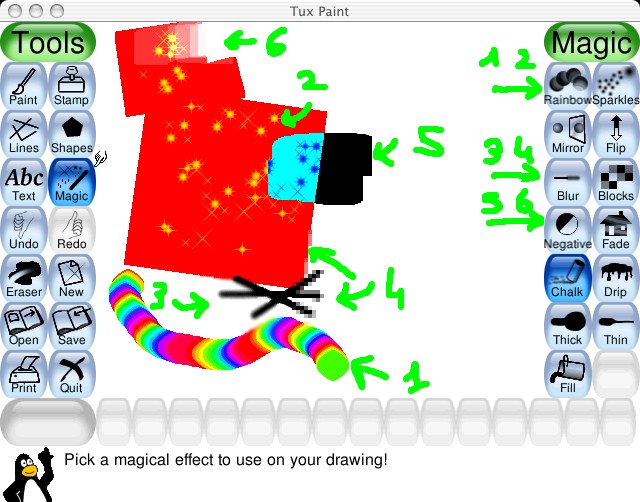 Tux Paint
Tools
Magic
Paint Stamp
Lines Shapes
Abc
Text Magic
Undo Redo
Eraser New
Open Save
Print Quit
6
2
5
3
4
1
1 2
3 4
5 6
Rainbow Sparkles
Mirror Flip
Blur Blocks
Negative Fade
Chalk Drip
Thick Thin
Fill
Pick a magical effect to use on your drawing!